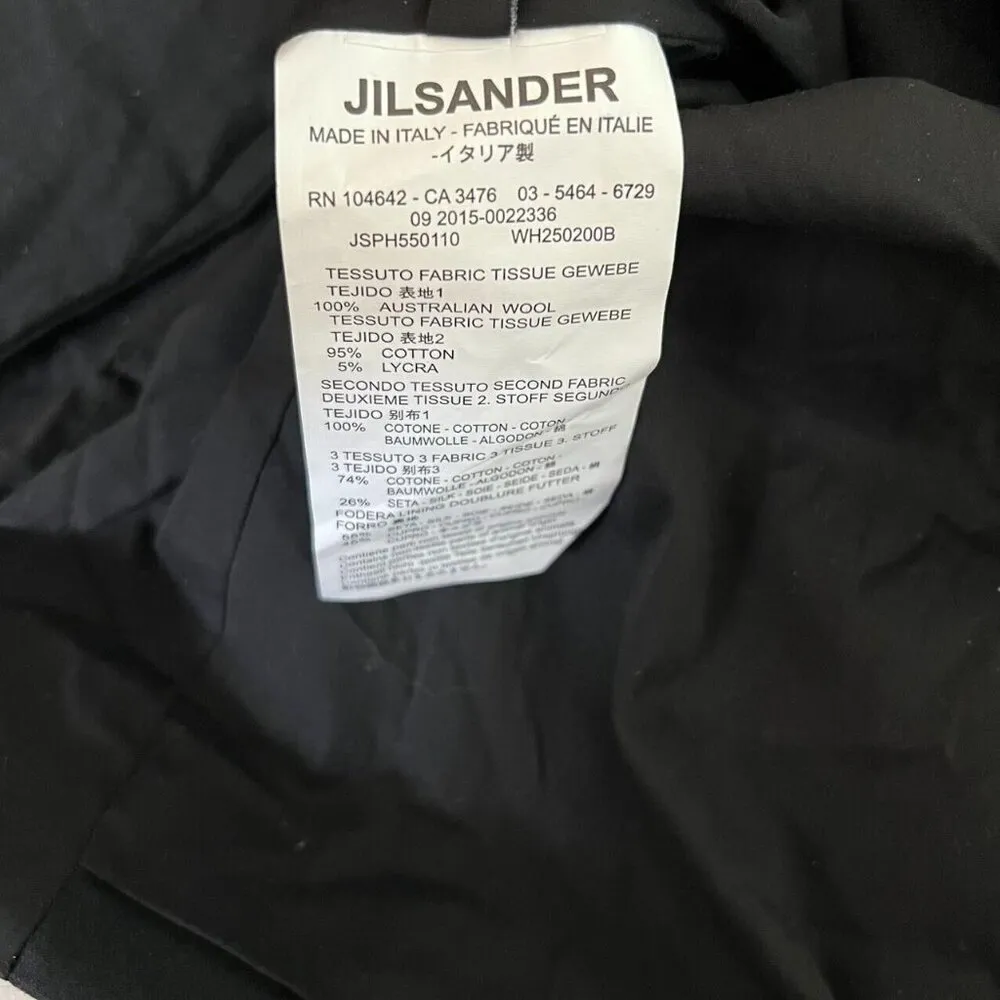 JILSANDER
MADE IN ITALY - FABRIQUÉ EN ITALIE
-イタリア製
RN 104642 - CA 3476 03 - 5464 - 6729
09 2015-0022336
JSPH550110 WH250200B
TESSUTO FABRIC TISSUE GEWEBE
TEJIDO 表地1
100% AUSTRALIAN WOOL
TESSUTO FABRIC TISSUE GEWEBE
TEJIDO 表地2
95% COTTON
5% LYCRA
SECONDO TESSUTO SECOND FABRIC
DEUXIEME TISSUE 2. STOFF SEGUNDO
TEJIDO 别布1
100% COTONE - COTTON - COTON -
BAUMWOLLE - ALGODON - 綿
3 TESSUTO 3 FABRIC 3 TISSUE 3. STOFF
3 TEJIDO 别布3
74% COTONE - COTTON - COTON -
BAUMWOLLE - ALGODON - 綿
26% SETA - SILK - SOIE - SEIDE - SEDA - 絹
FODERA LINING DOUBLURE FUTTER
FORRO